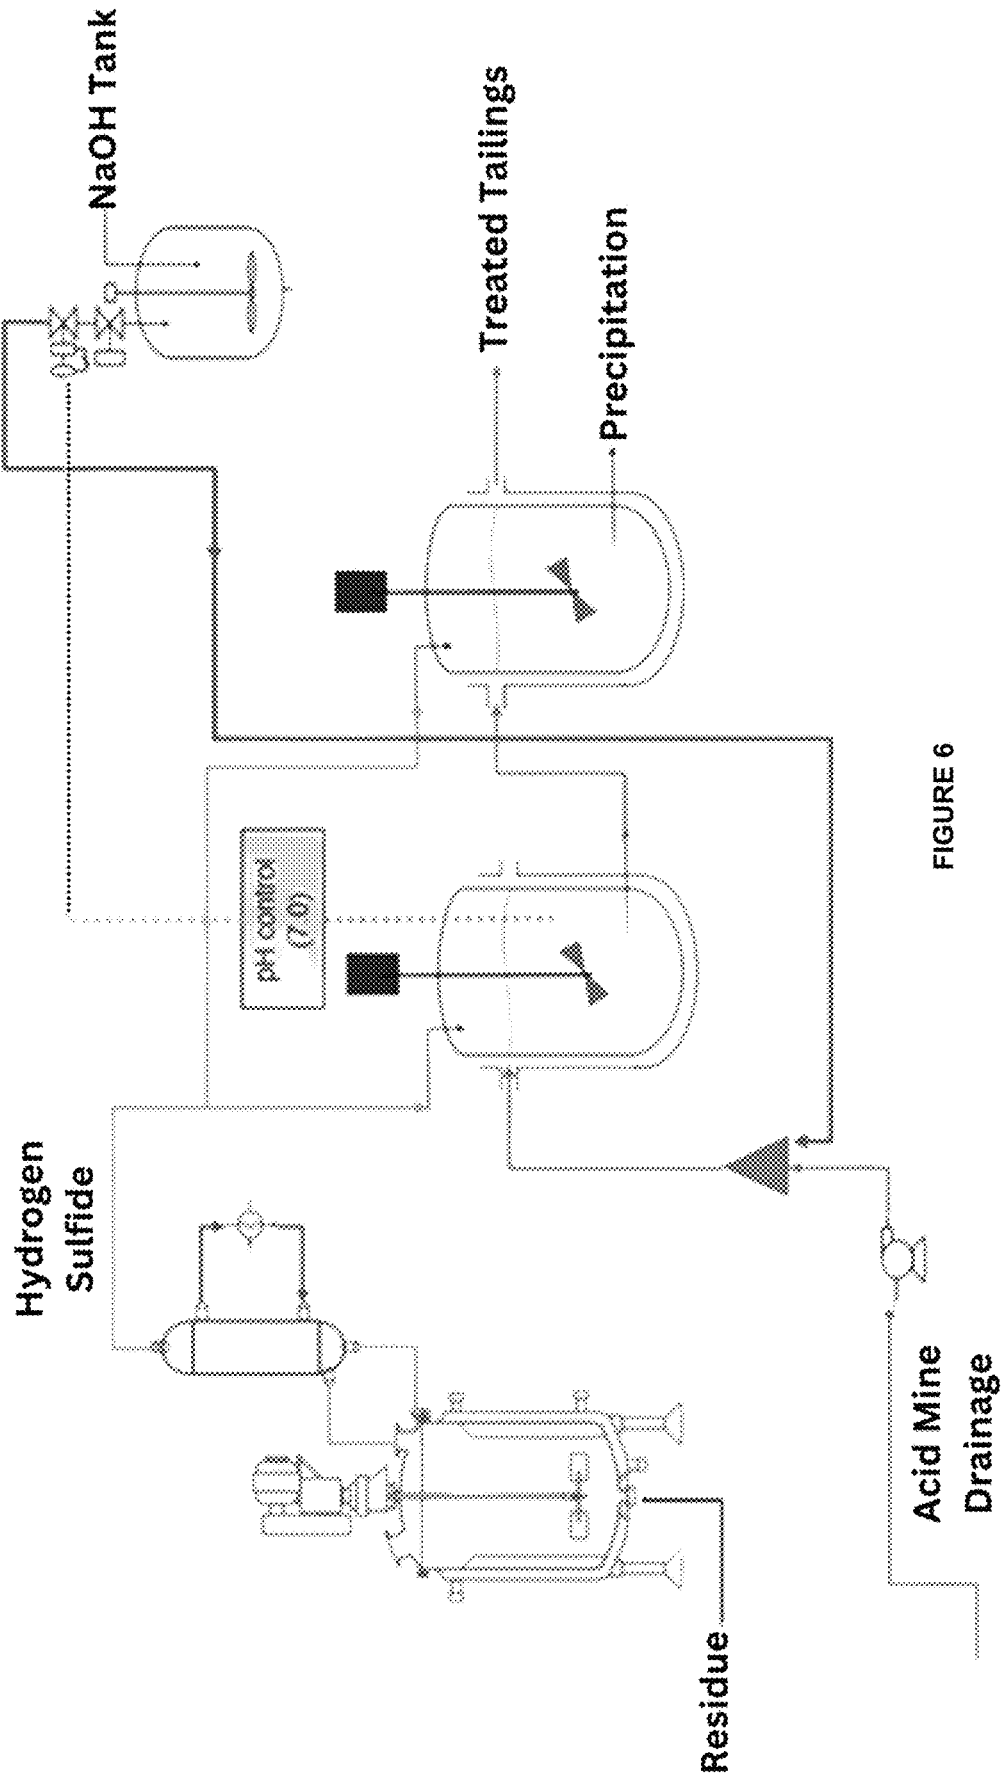 NaOH Tank
Hydrogen
Sulfide
pH control
(7.0)
Treated Tailings
Precipitation
Residue
Acid Mine
Drainage
FIGURE 6